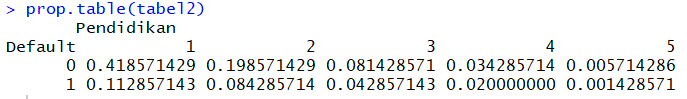 > prop.table(tabel2)
Pendidikan
Default 1 2 3 4 5
0 0.418571429 0.198571429 0.081428571 0.034285714 0.005714286
1 0.112857143 0.084285714 0.042857143 0.020000000 0.001428571